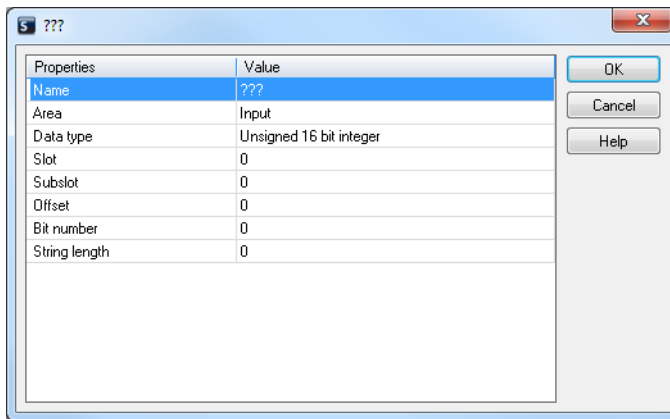 S ???
Properties Value
Name ???
Area Input
Data type Unsigned 16 bit integer
Slot 0
Subslot 0
Offset 0
Bit number 0
String length 0
OK
Cancel
Help